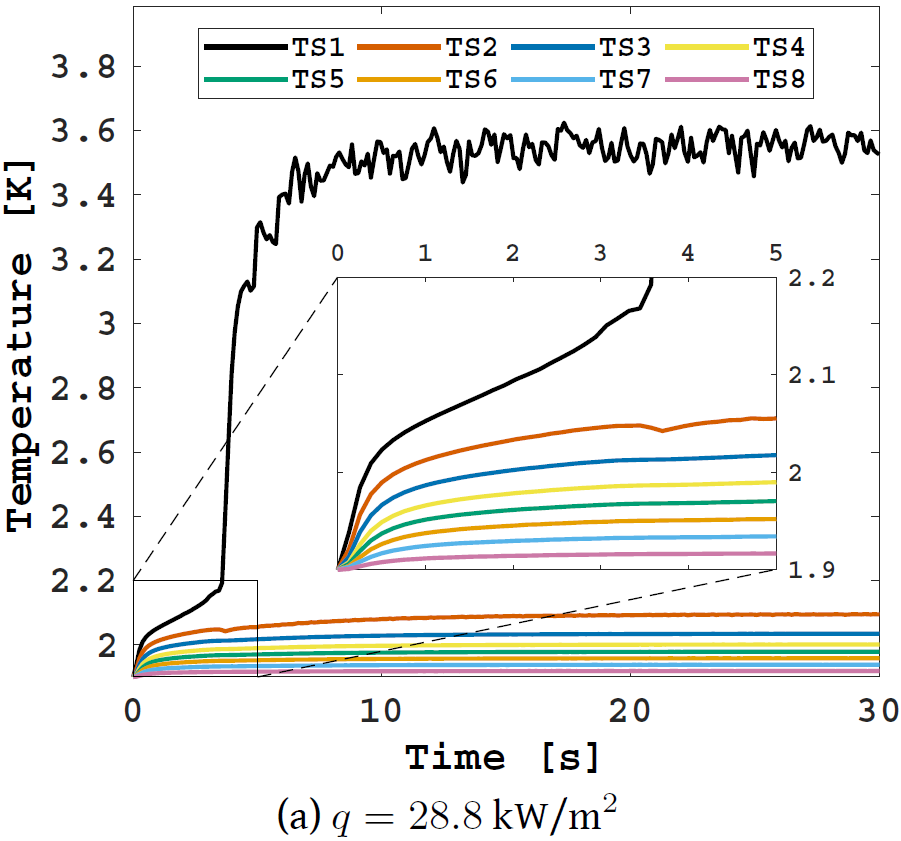 TS1 TS2 TS3 TS4
TS5 TS6 TS7 TS8
Temperature [K]
3.8
3.6
3.4
3.2
3
2.8
2.6
2.4
2.2
2
0 1 2 3 4 5
2.2
2.1
2
1.9
0 10 20 30
Time [s]
(a) q = 28.8 kW/m²